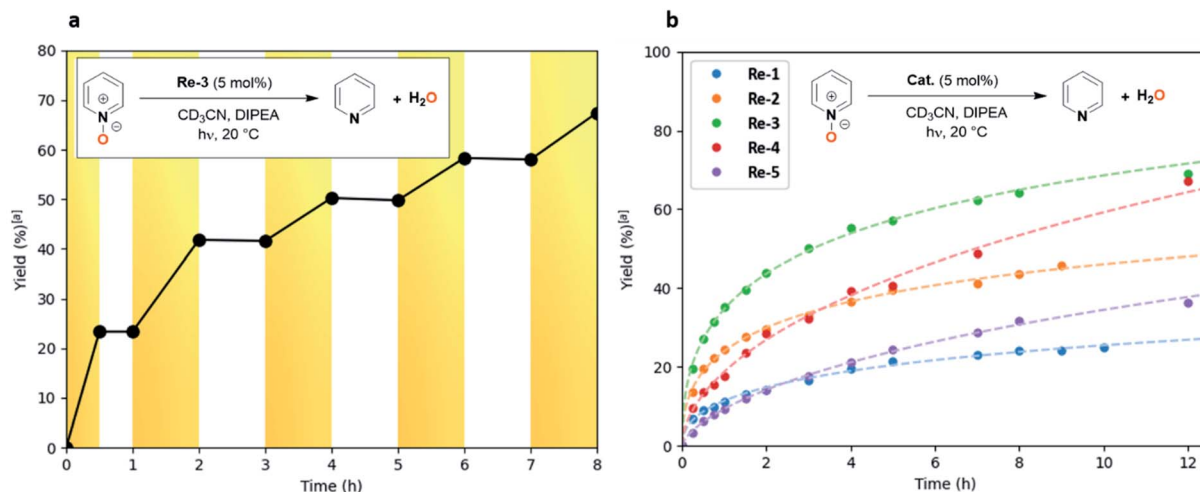 a
80
70
60
50
40
30
20
10
0
Yield (%)[a]
Re-3 (5 mol%)
CD3CN, DIPEA
hν, 20 °C
N
+
O
−
N
+ H2O
0 1 2 3 4 5 6 7 8
Time (h)
b
100
80
60
40
20
0
Yield (%)[a]
Re-1
Re-2
Re-3
Re-4
Re-5
Cat. (5 mol%)
CD3CN, DIPEA
hν, 20 °C
N
+
O
−
N
+ H2O
0 2 4 6 8 10 12
Time (h)